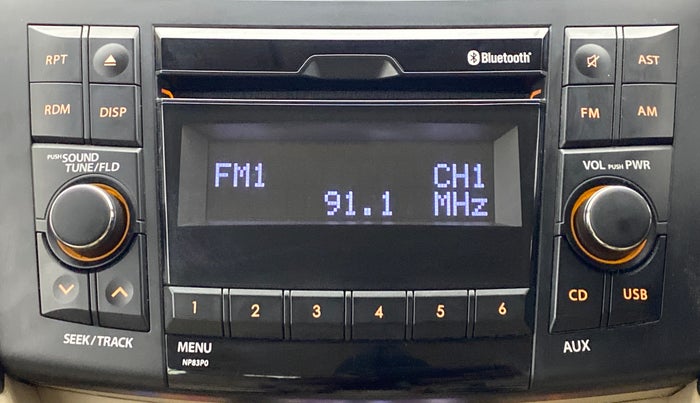 RPT
Bluetooth®
AST
RDM
DISP
FM
AM
PUSH SOUND
TUNE/FLD
VOL PUSH PWR
FM1 CH1
91.1 MHz
CD
USB
1 2 3 4 5 6
SEEK/TRACK
MENU
NP83P0
AUX